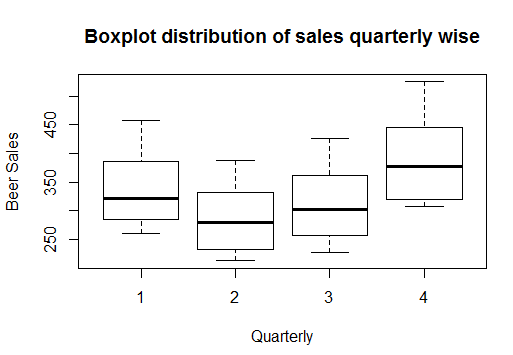 Boxplot distribution of sales quarterly wise
Beer Sales
450
350
250
1 2 3 4
Quarterly